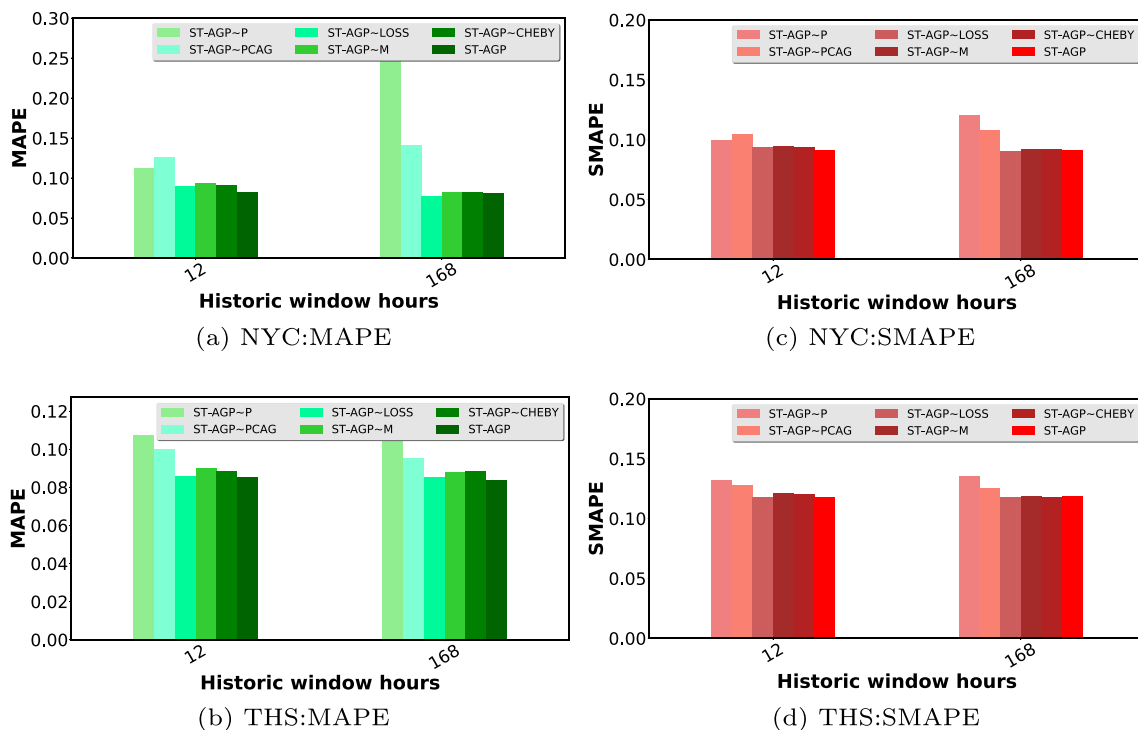 0.30
0.25
0.20
0.15
0.10
0.05
0.00
MAPE
ST-AGP~P
ST-AGP~LOSS
ST-AGP~CHEBY
ST-AGP~PCAG
ST-AGP~M
ST-AGP
12
168
Historic window hours
(a) NYC:MAPE
0.20
0.15
0.10
0.05
0.00
SMAPE
ST-AGP~P
ST-AGP~LOSS
ST-AGP~CHEBY
ST-AGP~PCAG
ST-AGP~M
ST-AGP
12
168
Historic window hours
(c) NYC:SMAPE
0.12
0.10
0.08
0.06
0.04
0.02
0.00
MAPE
ST-AGP~P
ST-AGP~LOSS
ST-AGP~CHEBY
ST-AGP~PCAG
ST-AGP~M
ST-AGP
12
168
Historic window hours
(b) THS:MAPE
0.20
0.15
0.10
0.05
0.00
SMAPE
ST-AGP~P
ST-AGP~LOSS
ST-AGP~CHEBY
ST-AGP~PCAG
ST-AGP~M
ST-AGP
12
168
Historic window hours
(d) THS:SMAPE